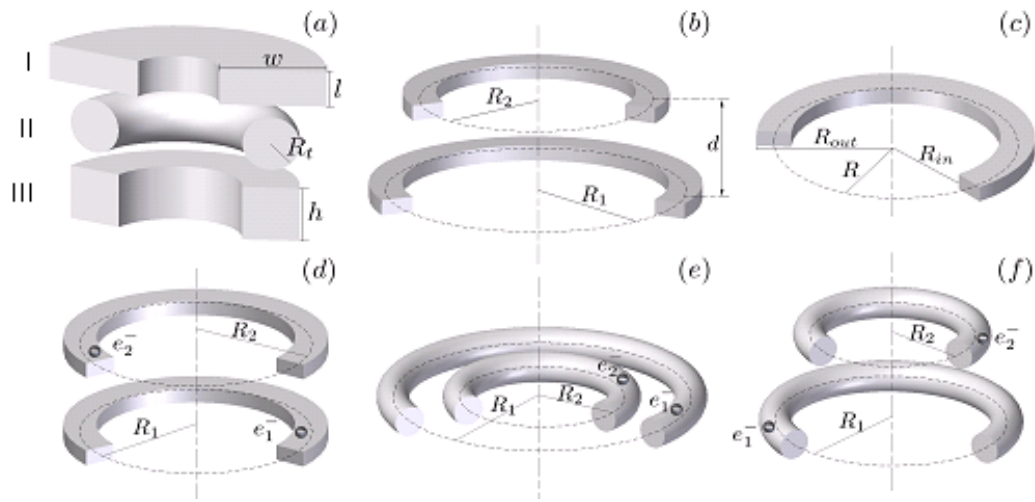 (a)
I
w
l
II
R_t
III
h
(b)
R_2
d
R_1
(c)
R_out
R_in
R
(d)
R_2
e_2^-
R_1
e_1^-
(e)
e_2^-
R_1
R_2
e_1^-
(f)
R_2
e_2^-
R_1
e_1^-